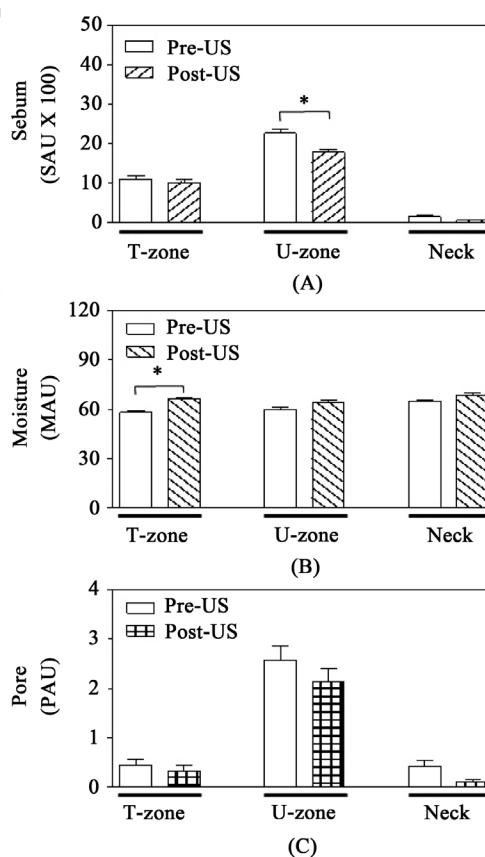 50
40
30
20
10
0
Sebum
(SAU X 100)
Pre-US
Post-US
*
T-zone U-zone Neck
(A)
120
90
60
30
0
Moisture
(MAU)
Pre-US
Post-US
*
T-zone U-zone Neck
(B)
4
3
2
1
0
Pore
(PAU)
Pre-US
Post-US
T-zone U-zone Neck
(C)